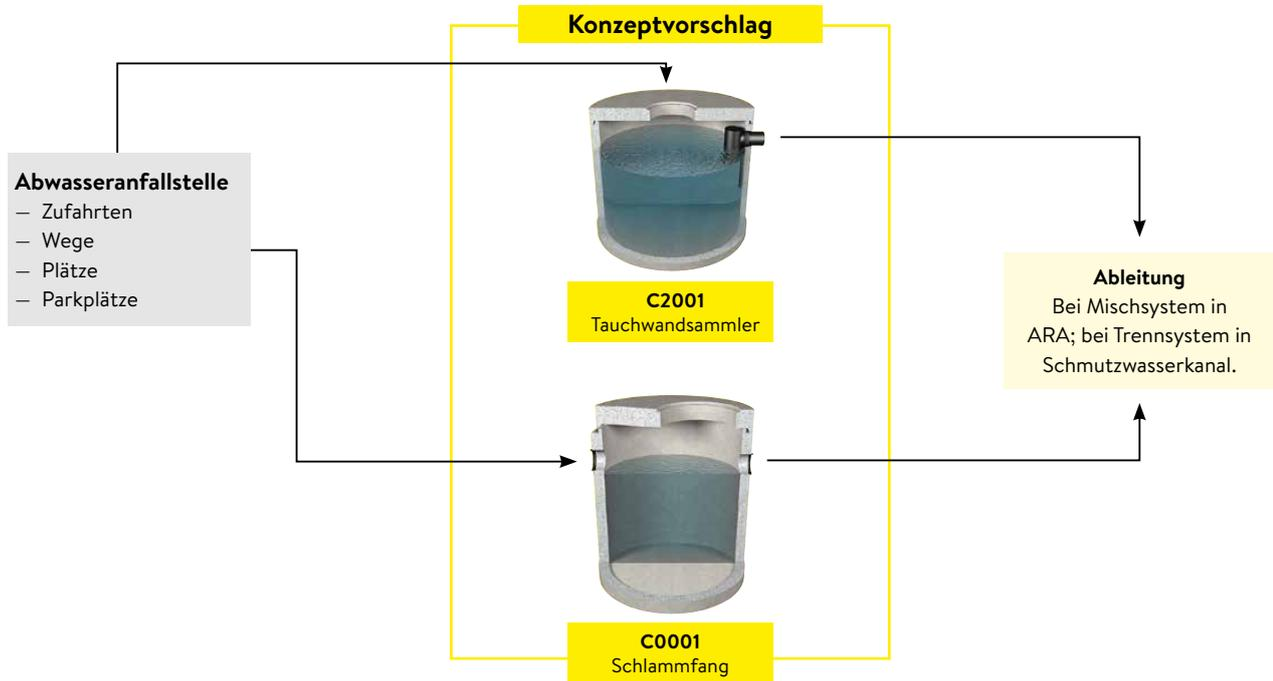 Konzeptvorschlag
Abwasseranfallstelle
– Zufahrten
– Wege
– Plätze
– Parkplätze
C2001
Tauchwandsammler
Ableitung
Bei Mischsystem in
ARA; bei Trennsystem in
Schmutzwasserkanal.
C0001
Schlammfang